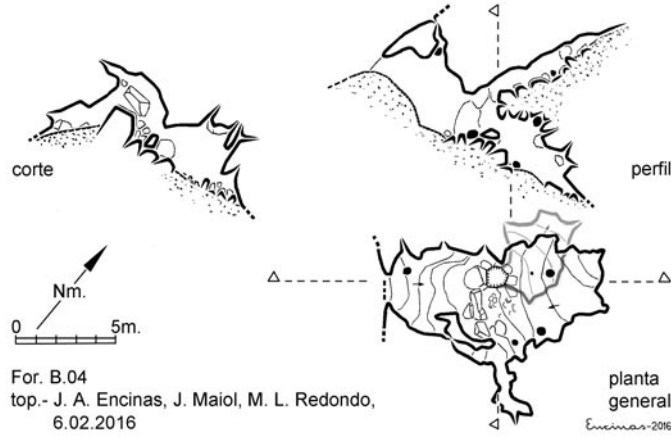 corte
perfil
Nm.
0 5m.
For. B.04
top.- J. A. Encinas, J. Maiol, M. L. Redondo,
6.02.2016
planta
general
Encinas-2016